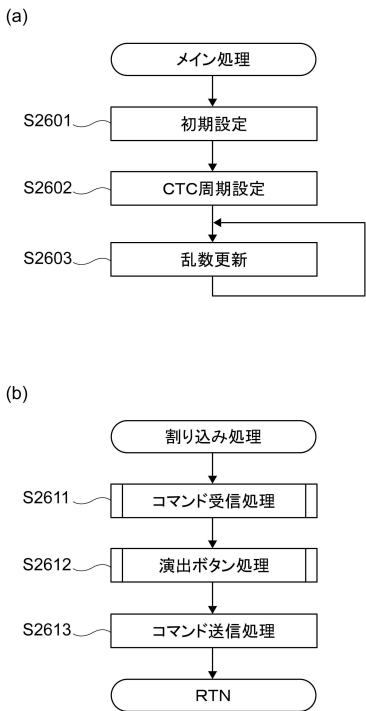 (a)
メイン処理
S2601
初期設定
S2602
CTC周期設定
S2603
乱数更新
(b)
割り込み処理
S2611
コマンド受信処理
S2612
演出ボタン処理
S2613
コマンド送信処理
RTN